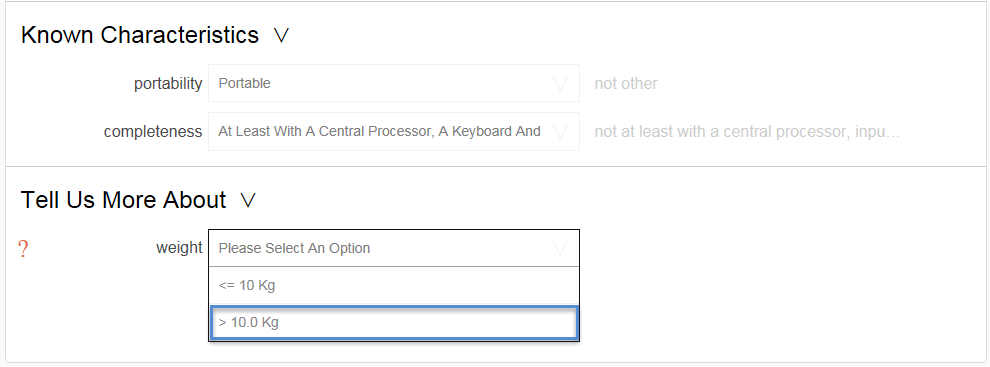 Known Characteristics
portability Portable not other
completeness At Least With A Central Processor, A Keyboard And not at least with a central processor, inpu...
Tell Us More About
? weight Please Select An Option
<= 10 Kg
> 10.0 Kg